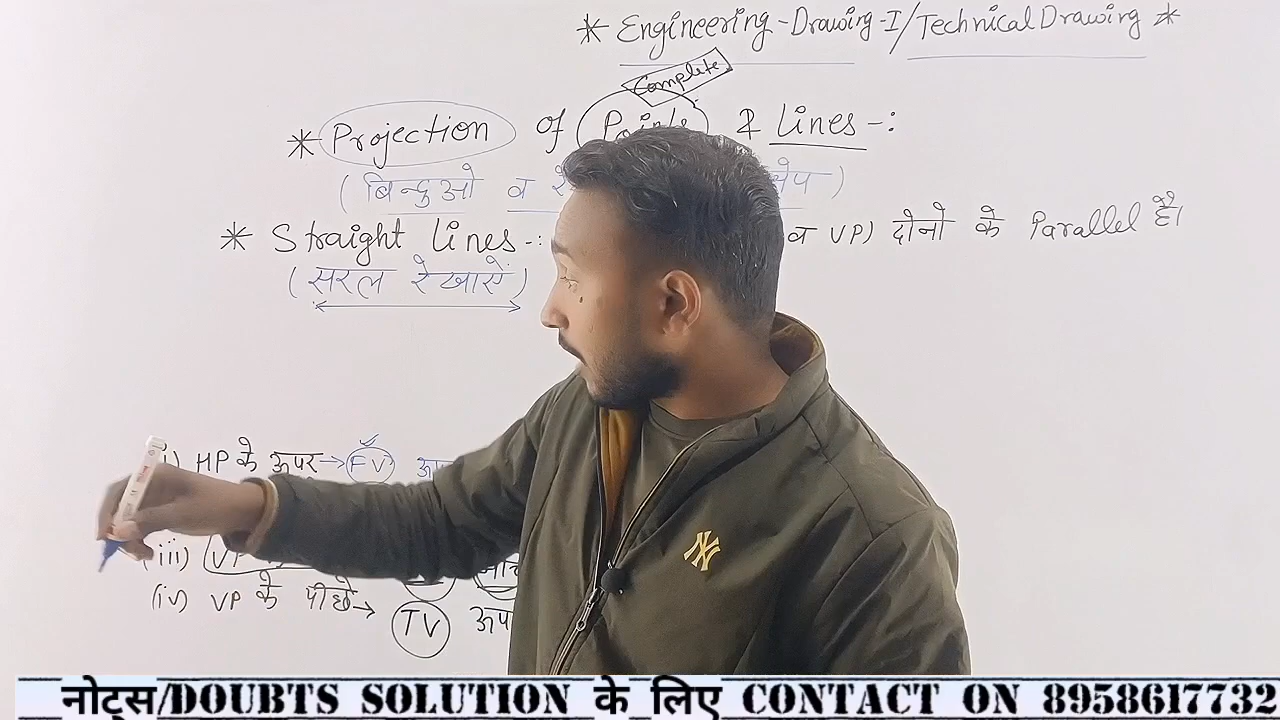 * Engineering-Drawing-I/Technical Drawing *
Complete
* Projection of Points & Lines -:
(बिन्दुओ व
* Straight Lines -: व VP) दोनो के Parallel है।
(सरल रेखाऐं)
i) HP के ऊपर → FV
(iii) VP
(iv) VP के पीछे → TV
NY
नोट्स/DOUBTS SOLUTION के लिए CONTACT ON 8958617732